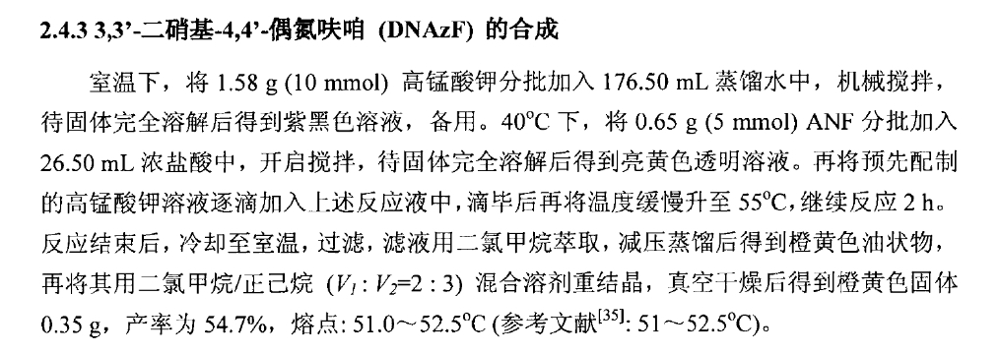 2.4.3 3,3’-二硝基-4,4’-偶氮呋咱 (DNAzF) 的合成
室温下，将 1.58 g (10 mmol) 高锰酸钾分批加入 176.50 mL 蒸馏水中，机械搅拌，
待固体完全溶解后得到紫黑色溶液，备用。40°C 下，将 0.65 g (5 mmol) ANF 分批加入
26.50 mL 浓盐酸中，开启搅拌，待固体完全溶解后得到亮黄色透明溶液。再将预先配制
的高锰酸钾溶液逐滴加入上述反应液中，滴毕后再将温度缓慢升至 55°C，继续反应 2 h。
反应结束后，冷却至室温，过滤，滤液用二氯甲烷萃取，减压蒸馏后得到橙黄色油状物，
再将其用二氯甲烷/正己烷 (V1 : V2=2 : 3) 混合溶剂重结晶，真空干燥后得到橙黄色固体
0.35 g，产率为 54.7%，熔点: 51.0～52.5°C (参考文献[35]: 51～52.5°C)。